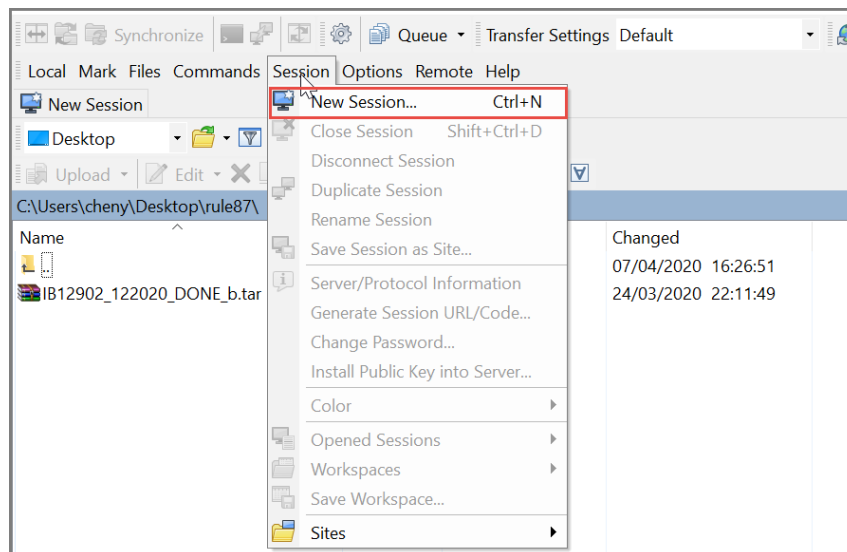 Synchronize Queue Transfer Settings Default
Local Mark Files Commands Session Options Remote Help
New Session
New Session... Ctrl+N
Close Session Shift+Ctrl+D
Disconnect Session
Duplicate Session
Rename Session
Save Session as Site...
Server/Protocol Information
Generate Session URL/Code...
Change Password...
Install Public Key into Server...
Color
Opened Sessions
Workspaces
Save Workspace...
Sites
Desktop
Upload Edit
C:\Users\cheny\Desktop\rule87\
Name Changed
.. 07/04/2020 16:26:51
IB12902_122020_DONE_b.tar 24/03/2020 22:11:49